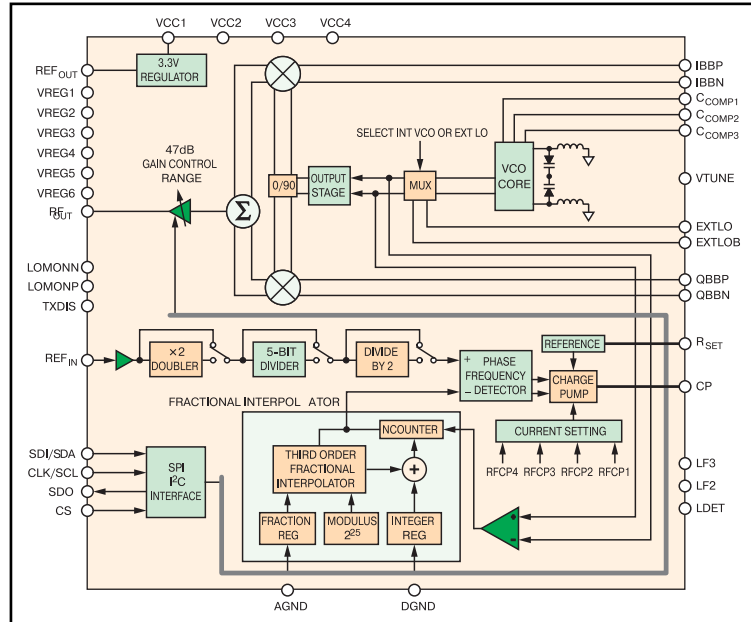 VCC1
VCC2
VCC3
VCC4
REFOUT
3.3V
REGULATOR
VREG1
VREG2
VREG3
VREG4
VREG5
VREG6
RFOUT
47dB
GAIN CONTROL
RANGE
Σ
0/90
OUTPUT
STAGE
SELECT INT VCO OR EXT LO
MUX
VCO
CORE
IBBP
IBBN
CCOMP1
CCOMP2
CCOMP3
VTUNE
EXTLO
EXTLOB
QBBP
QBBN
LOMONN
LOMONP
TXDIS
REFIN
×2
DOUBLER
5-BIT
DIVIDER
DIVIDE
BY 2
+ PHASE
FREQUENCY
– DETECTOR
REFERENCE
CHARGE
PUMP
CURRENT SETTING
RFCP4 RFCP3 RFCP2 RFCP1
RSET
CP
LF3
LF2
LDET
FRACTIONAL INTERPOL ATOR
NCOUNTER
THIRD ORDER
FRACTIONAL
INTERPOLATOR
+
FRACTION
REG
MODULUS
2²⁵
INTEGER
REG
+
–
SDI/SDA
CLK/SCL
SDO
CS
SPI
I²C
INTERFACE
AGND
DGND